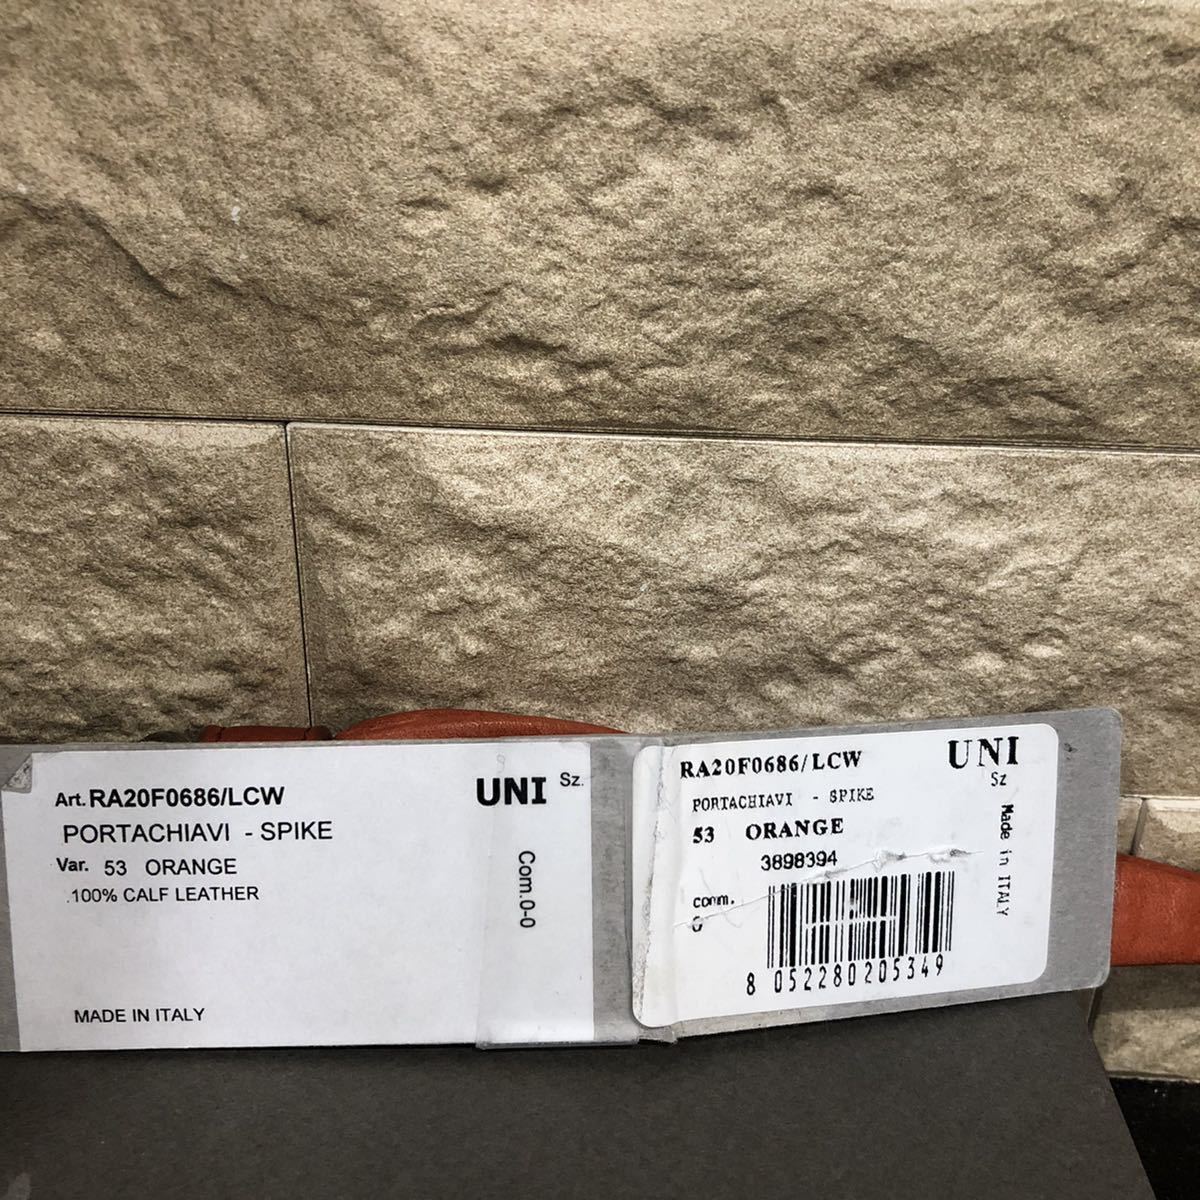 Art. RA20F0686/LCW
UNI Sz.
PORTACHIAVI - SPIKE
Var. 53 ORANGE
100% CALF LEATHER
Com.0-0
MADE IN ITALY
RA20F0686/LCW
UNI
Sz
PORTACHIAVI - SPIKE
53 ORANGE
3898394
comm.
0
Made in ITALY
8 052280 205349